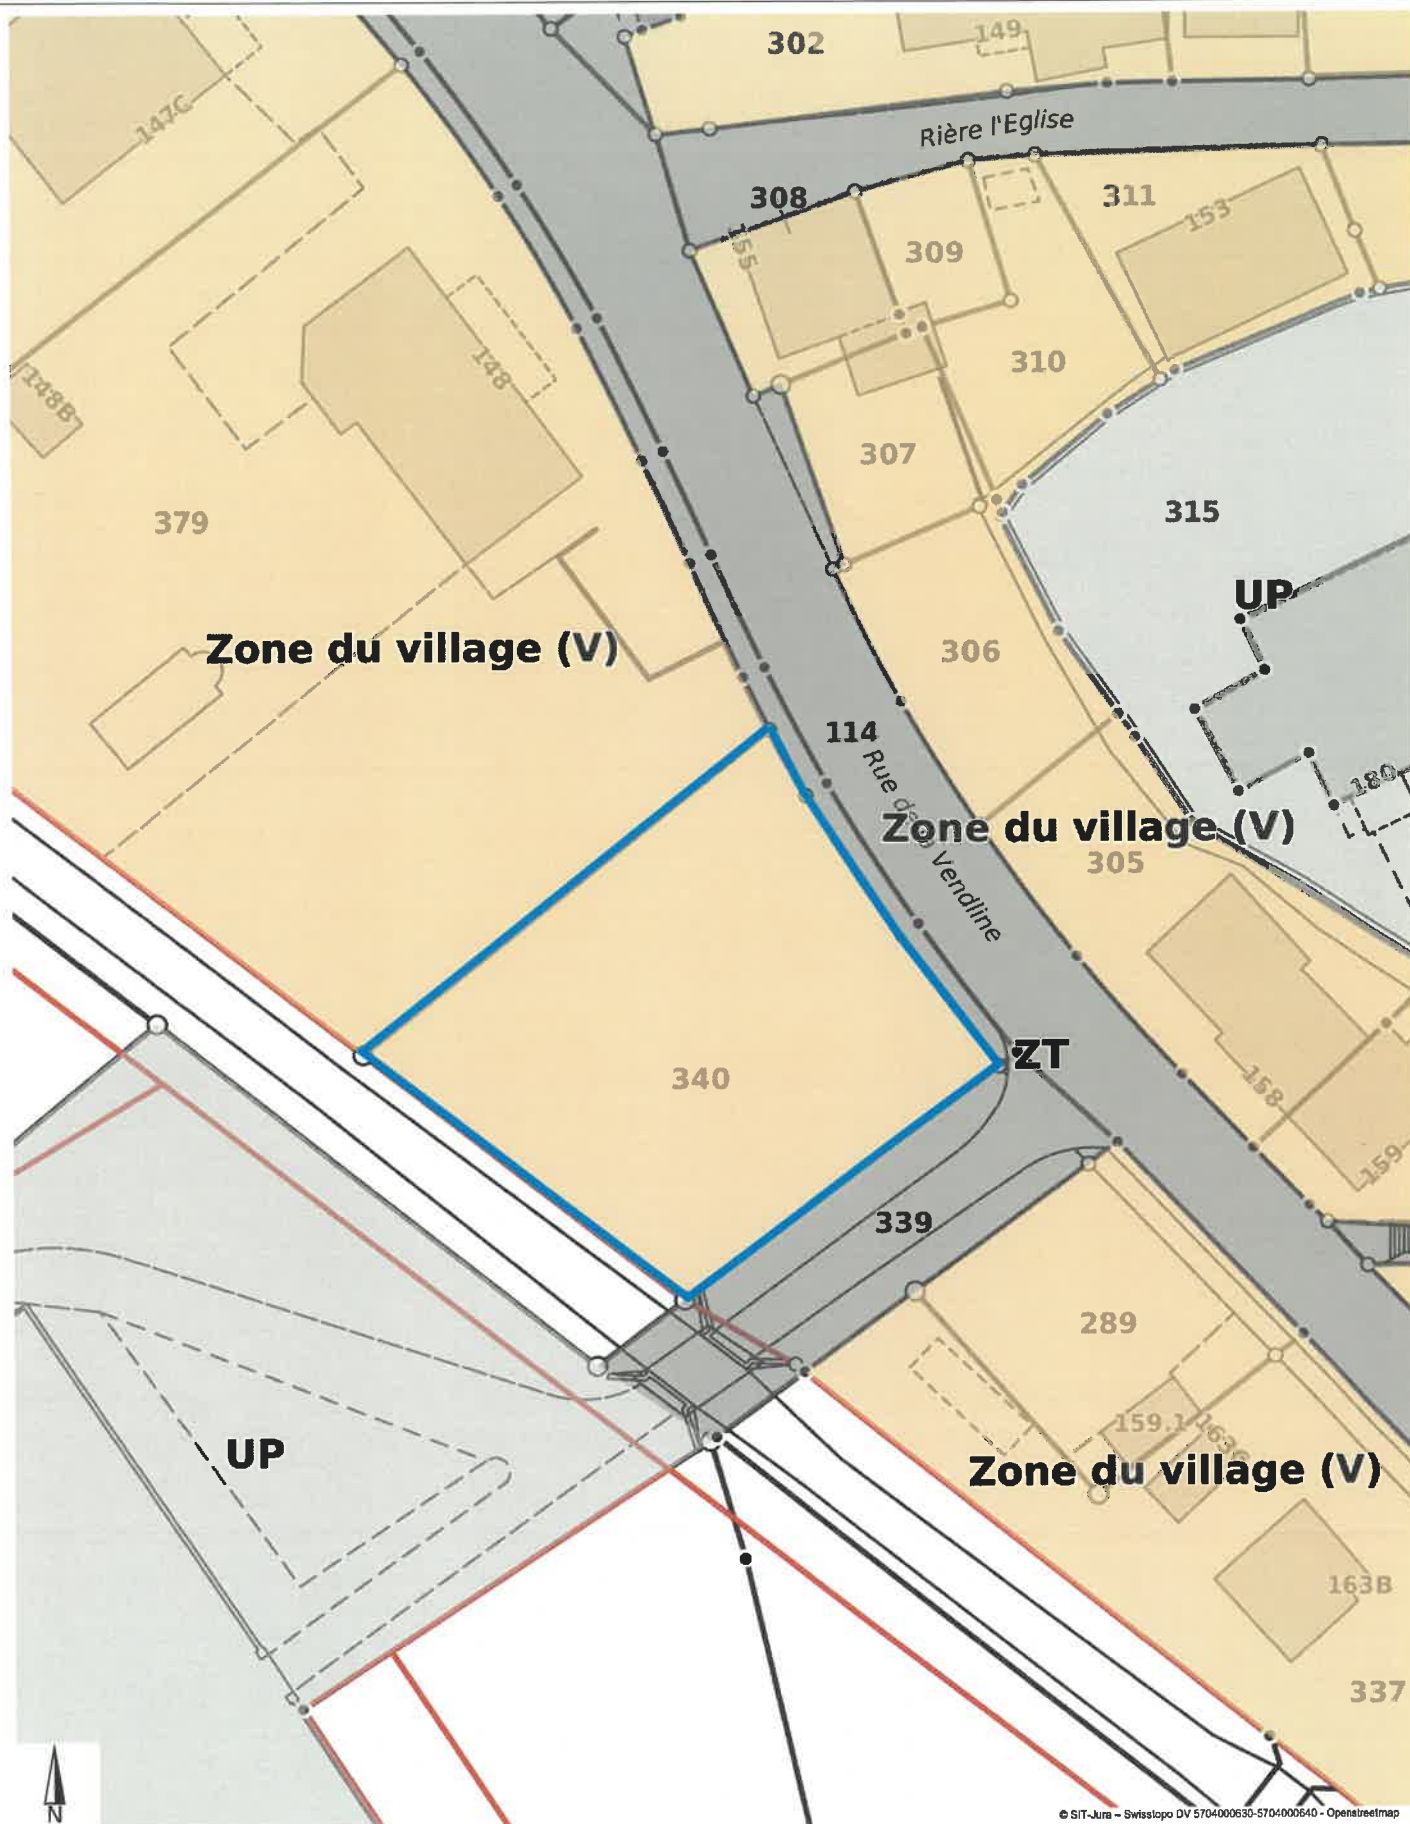 302
149
147C
Rière l'Eglise
308
311
153
155
309
310
148
148B
307
379
315
UP
Zone du village (V)
306
114
Rue de la Vendline
180
Zone du village (V)
305
ZT
340
158
159
339
289
159.1
UP
Zone du village (V)
163B
337
N
© SIT-Jura – Swisstopo DV 5704000630-5704000640 - Openstreetmap